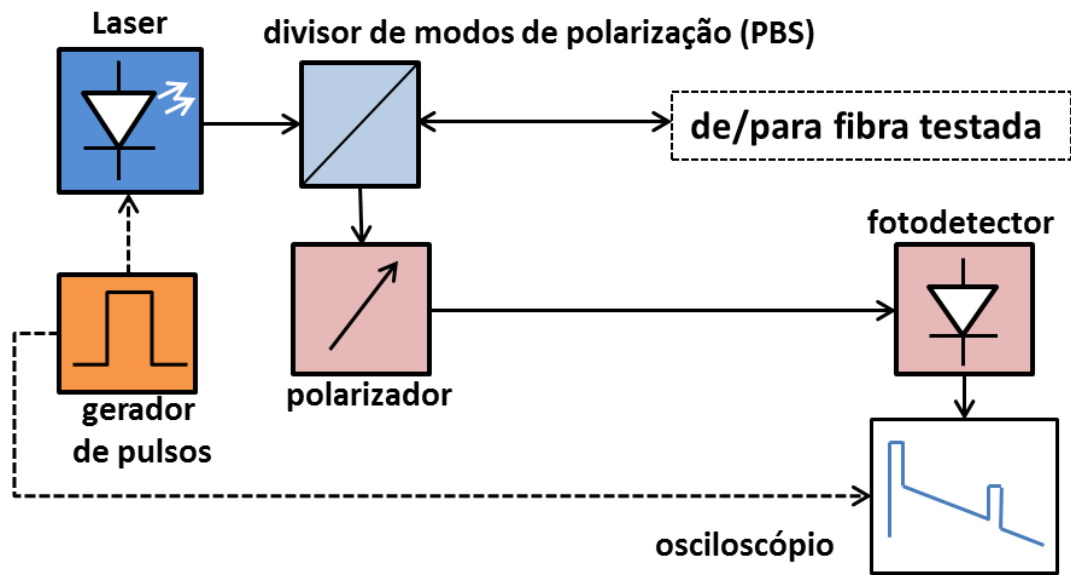 Laser
divisor de modos de polarização (PBS)
de/para fibra testada
fotodetector
polarizador
gerador
de pulsos
osciloscópio